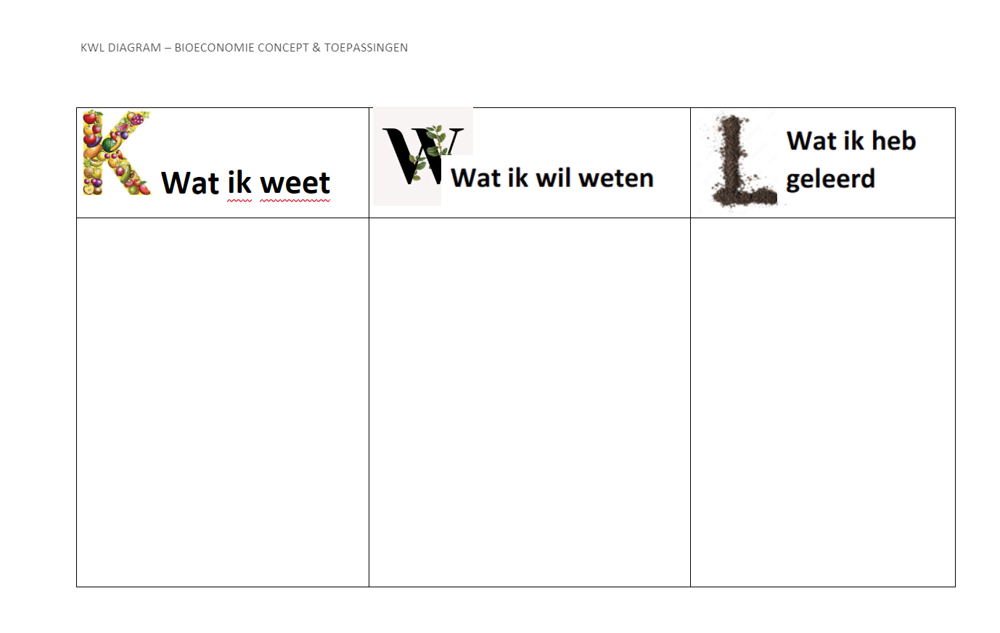 KWL DIAGRAM – BIOECONOMIE CONCEPT & TOEPASSINGEN
K Wat ik weet
W Wat ik wil weten
L Wat ik heb
geleerd